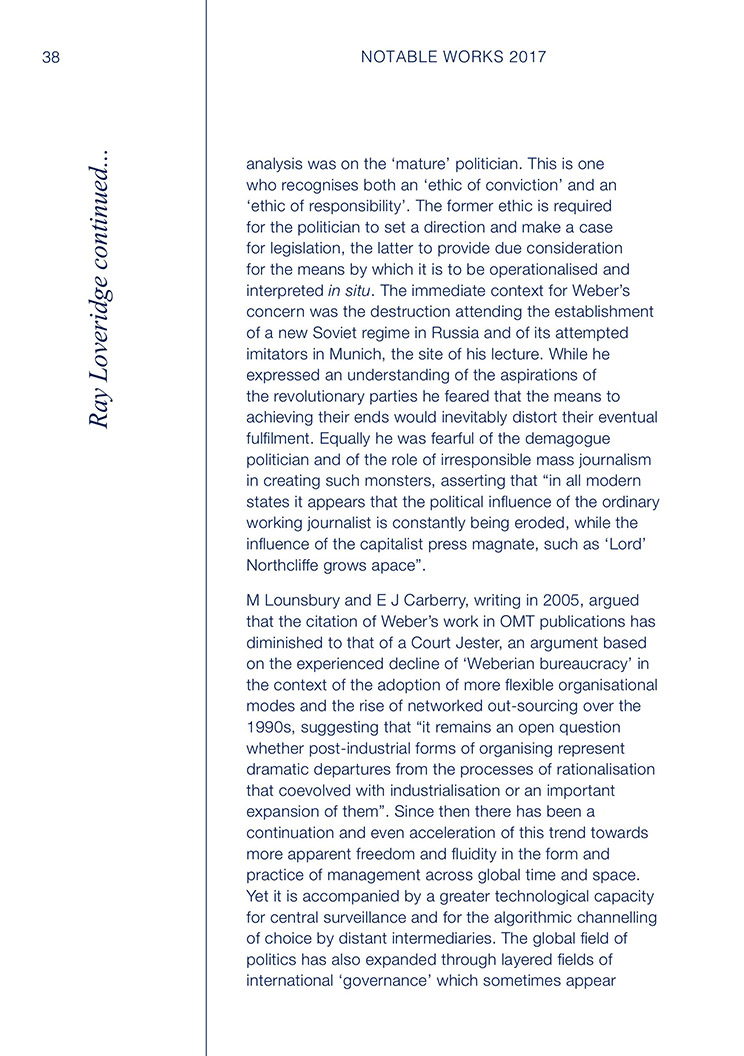 38
NOTABLE WORKS 2017
Ray Loveridge continued...
analysis was on the ‘mature’ politician. This is one
who recognises both an ‘ethic of conviction’ and an
‘ethic of responsibility’. The former ethic is required
for the politician to set a direction and make a case
for legislation, the latter to provide due consideration
for the means by which it is to be operationalised and
interpreted in situ. The immediate context for Weber’s
concern was the destruction attending the establishment
of a new Soviet regime in Russia and of its attempted
imitators in Munich, the site of his lecture. While he
expressed an understanding of the aspirations of
the revolutionary parties he feared that the means to
achieving their ends would inevitably distort their eventual
fulfilment. Equally he was fearful of the demagogue
politician and of the role of irresponsible mass journalism
in creating such monsters, asserting that “in all modern
states it appears that the political influence of the ordinary
working journalist is constantly being eroded, while the
influence of the capitalist press magnate, such as ‘Lord’
Northcliffe grows apace”.
M Lounsbury and E J Carberry, writing in 2005, argued
that the citation of Weber’s work in OMT publications has
diminished to that of a Court Jester, an argument based
on the experienced decline of ‘Weberian bureaucracy’ in
the context of the adoption of more flexible organisational
modes and the rise of networked out-sourcing over the
1990s, suggesting that “it remains an open question
whether post-industrial forms of organising represent
dramatic departures from the processes of rationalisation
that coevolved with industrialisation or an important
expansion of them”. Since then there has been a
continuation and even acceleration of this trend towards
more apparent freedom and fluidity in the form and
practice of management across global time and space.
Yet it is accompanied by a greater technological capacity
for central surveillance and for the algorithmic channelling
of choice by distant intermediaries. The global field of
politics has also expanded through layered fields of
international ‘governance’ which sometimes appear